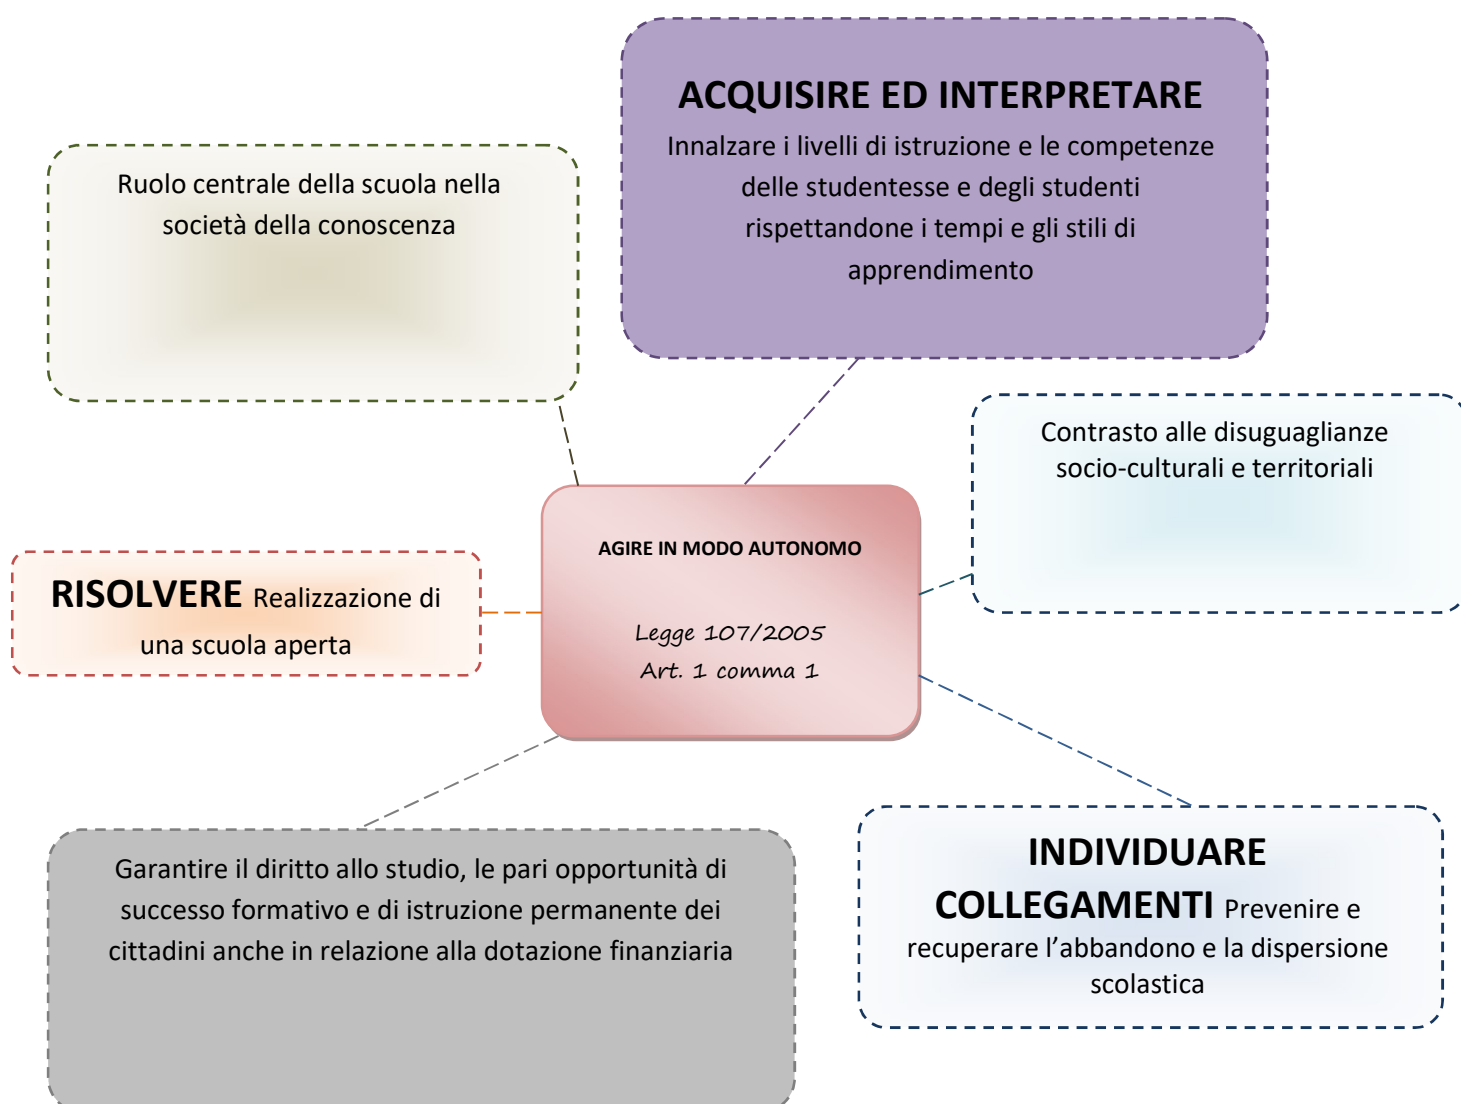 ACQUISIRE ED INTERPRETARE
Innalzare i livelli di istruzione e le competenze
delle studentesse e degli studenti
rispettandone i tempi e gli stili di
apprendimento
Ruolo centrale della scuola nella
società della conoscenza
Contrasto alle disuguaglianze
socio-culturali e territoriali
AGIRE IN MODO AUTONOMO
Legge 107/2005
Art. 1 comma 1
RISOLVERE Realizzazione di
una scuola aperta
Garantire il diritto allo studio, le pari opportunità di
successo formativo e di istruzione permanente dei
cittadini anche in relazione alla dotazione finanziaria
INDIVIDUARE
COLLEGAMENTI Prevenire e
recuperare l’abbandono e la dispersione
scolastica